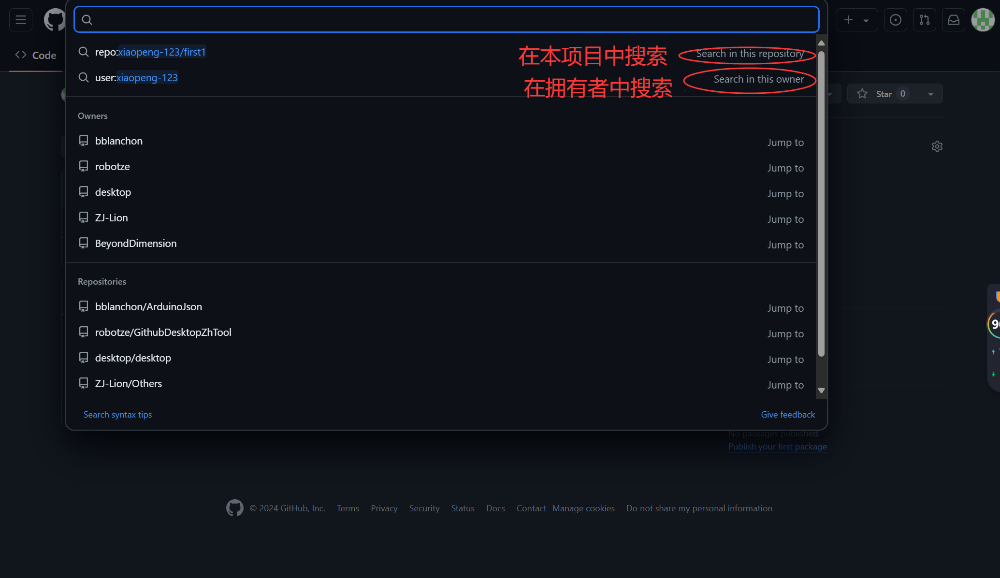 Code
repo:xiaopeng-123/first1
在本项目中搜索
Search in this repository
user:xiaopeng-123
在拥有者中搜索
Search in this owner
Star 0
Owners
bblanchon
Jump to
robotze
Jump to
desktop
Jump to
ZJ-Lion
Jump to
BeyondDimension
Jump to
Repositories
bblanchon/ArduinoJson
Jump to
robotze/GithubDesktopZhTool
Jump to
desktop/desktop
Jump to
ZJ-Lion/Others
Jump to
Search syntax tips
Give feedback
No packages published
Publish your first package
© 2024 GitHub, Inc. Terms Privacy Security Status Docs Contact Manage cookies Do not share my personal information